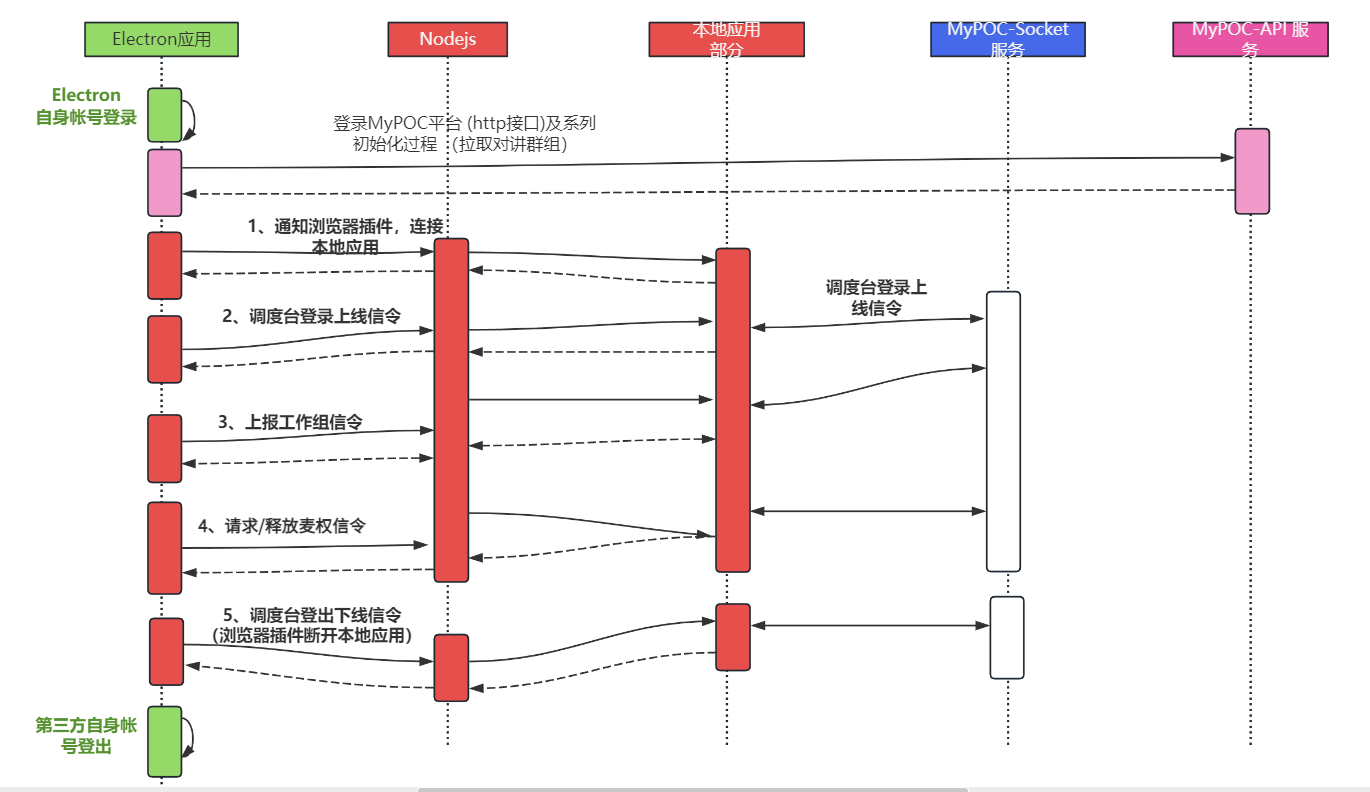 Electron应用
Nodejs
本地应用
部分
MyPOC-Socket
服务
MyPOC-API 服
务
Electron
自身帐号登录
登录MyPOC平台 (http接口)及系列
初始化过程 （拉取对讲群组）
1、通知浏览器插件，连接
本地应用
调度台登录上
线信令
2、调度台登录上线信令
3、上报工作组信令
4、请求/释放麦权信令
5、调度台登出下线信令
（浏览器插件断开本地应用）
第三方自身帐
号登出